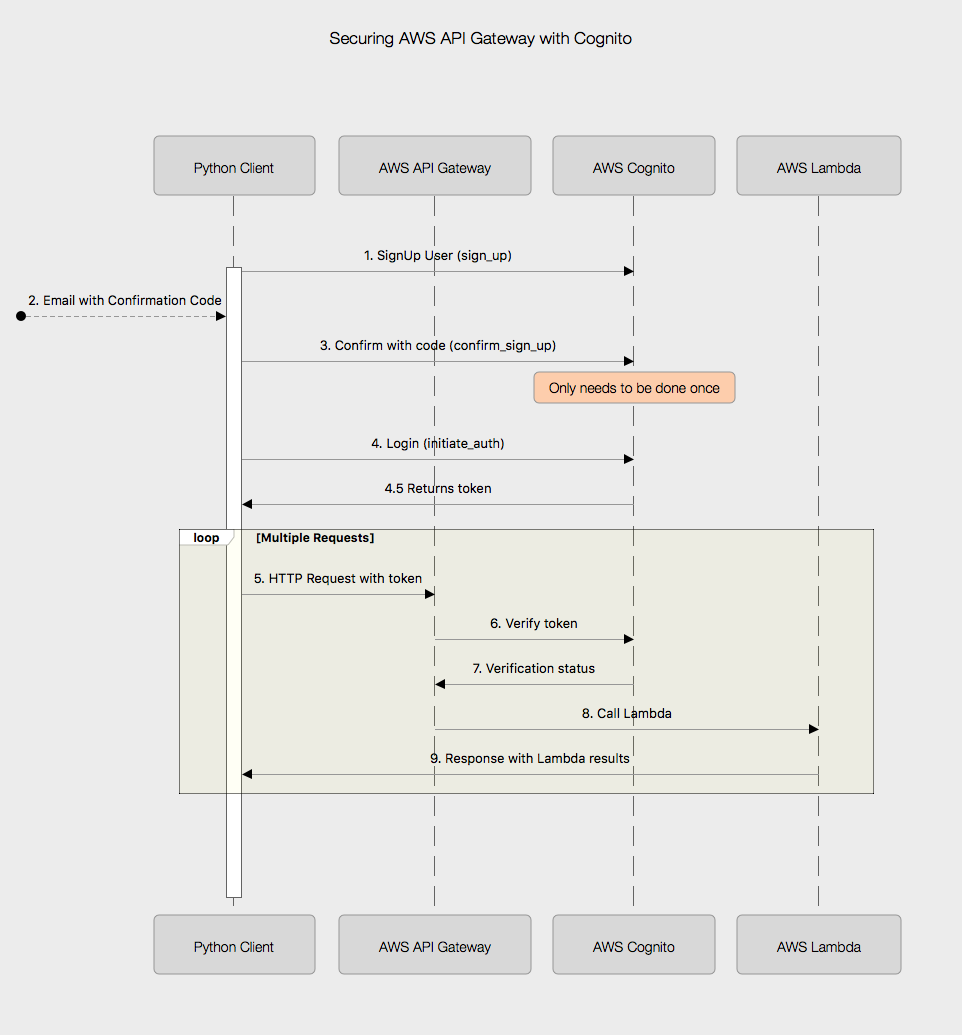 Securing AWS API Gateway with Cognito
Python Client
AWS API Gateway
AWS Cognito
AWS Lambda
1. SignUp User (sign_up)
2. Email with Confirmation Code
3. Confirm with code (confirm_sign_up)
Only needs to be done once
4. Login (initiate_auth)
4.5 Returns token
loop
[Multiple Requests]
5. HTTP Request with token
6. Verify token
7. Verification status
8. Call Lambda
9. Response with Lambda results
Python Client
AWS API Gateway
AWS Cognito
AWS Lambda